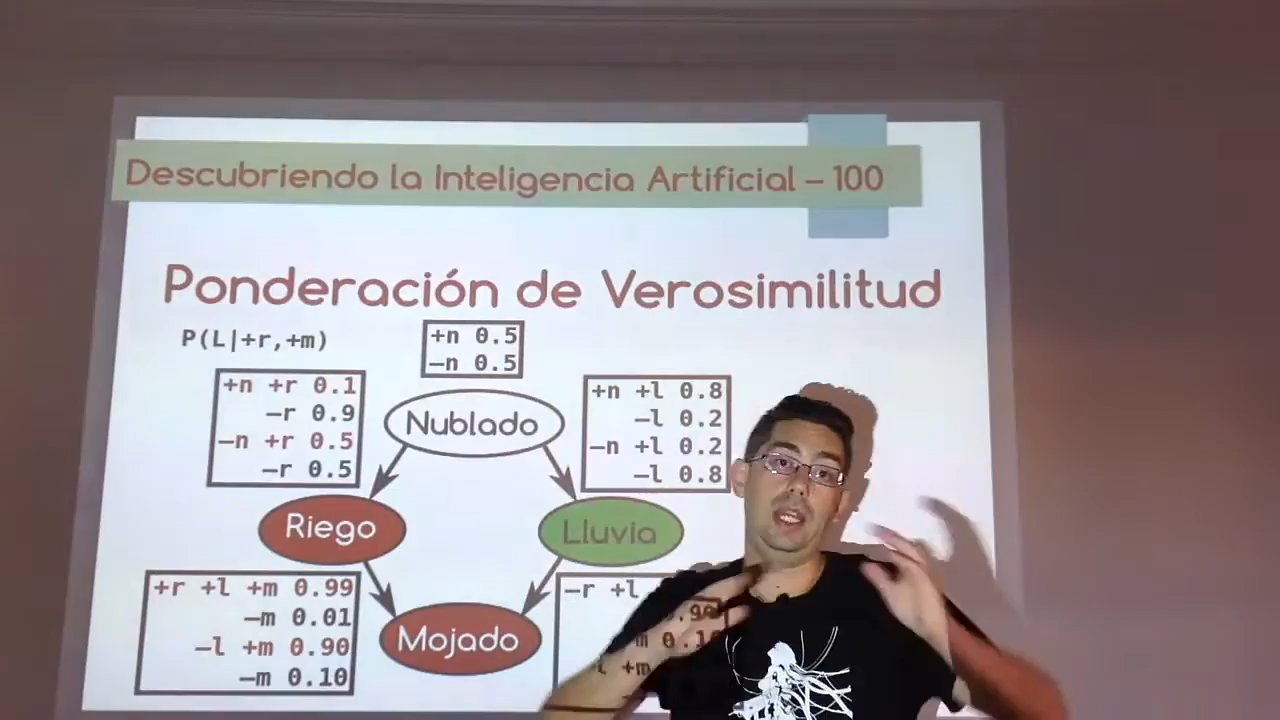 Descubriendo la Inteligencia Artificial – 100
Ponderación de Verosimilitud
P(L|+r,+m)
+n 0.5
−n 0.5
+n +r 0.1
−r 0.9
−n +r 0.5
−r 0.5
Nublado
+n +l 0.8
−l 0.2
−n +l 0.2
−l 0.8
Riego
Lluvia
+r +l +m 0.99
−m 0.01
−l +m 0.90
−m 0.10
Mojado
−r +l